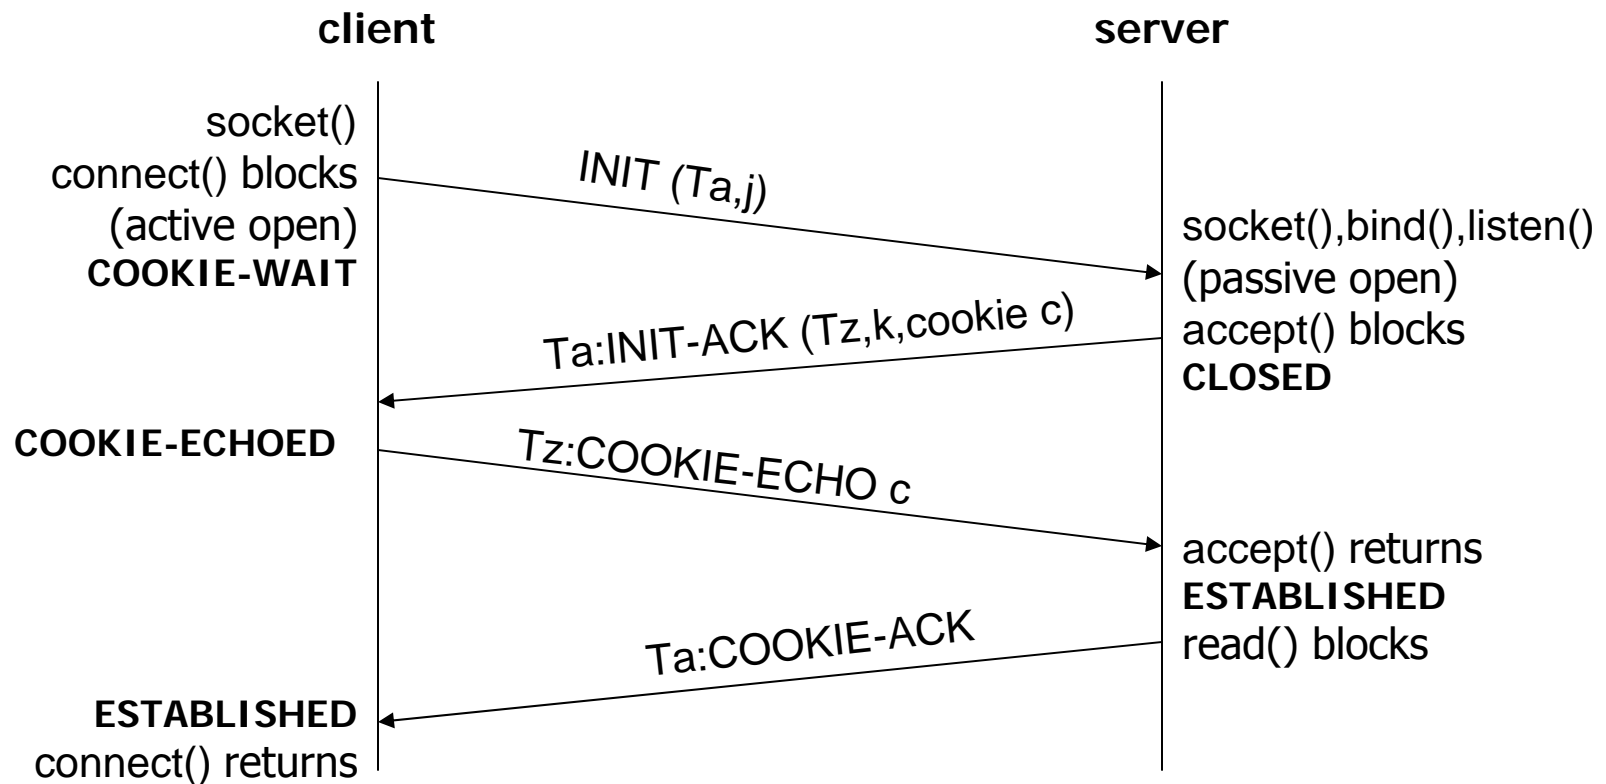 client
server
socket()
connect() blocks
(active open)
COOKIE-WAIT
INIT (Ta,j)
socket(),bind(),listen()
(passive open)
accept() blocks
CLOSED
Ta:INIT-ACK (Tz,k,cookie c)
COOKIE-ECHOED
Tz:COOKIE-ECHO c
accept() returns
ESTABLISHED
read() blocks
Ta:COOKIE-ACK
ESTABLISHED
connect() returns